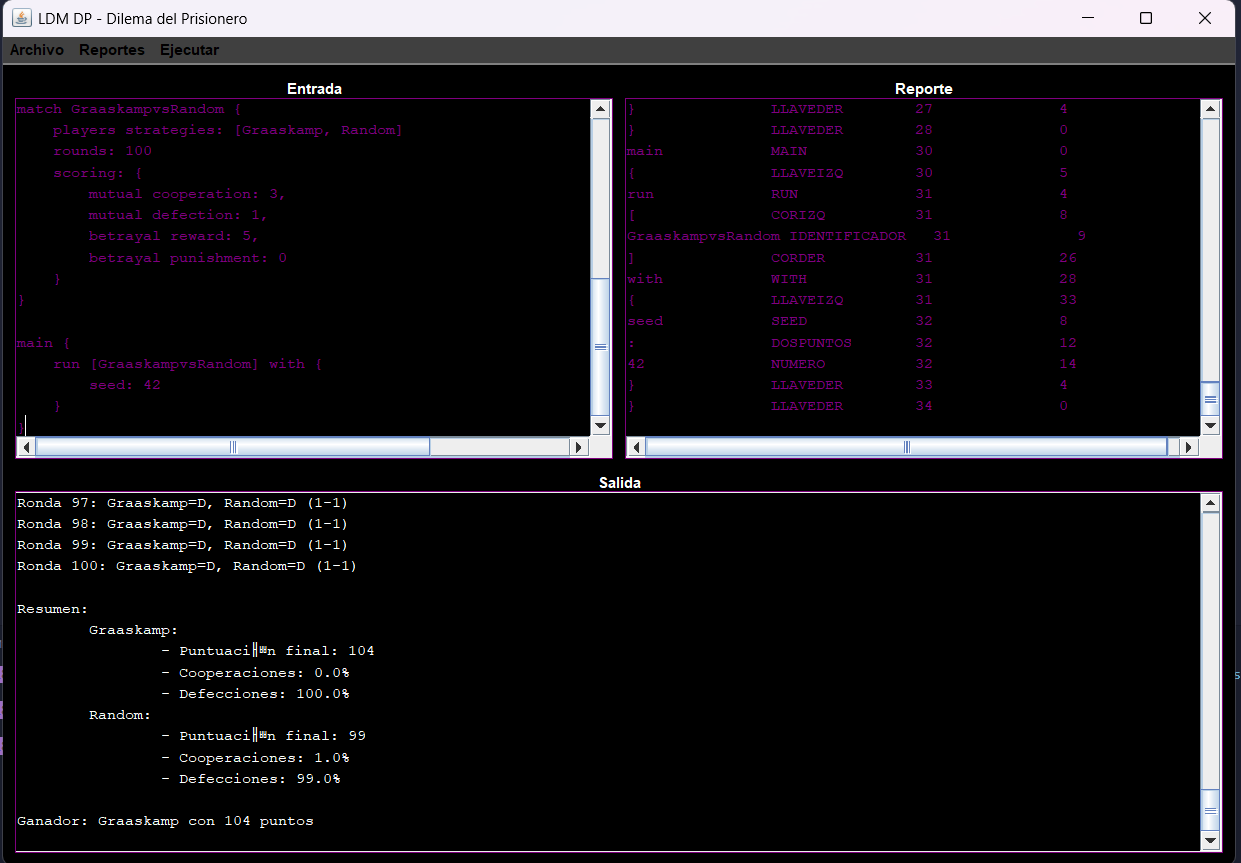 LDM DP - Dilema del Prisionero
Archivo Reportes Ejecutar
Entrada
match GraaskampvsRandom {
    players strategies: [Graaskamp, Random]
    rounds: 100
    scoring: {
        mutual cooperation: 3,
        mutual defection: 1,
        betrayal reward: 5,
        betrayal punishment: 0
    }
}
main {
    run [GraaskampvsRandom] with {
        seed: 42
    }
}
Reporte
} LLAVEDER 27 4
} LLAVEDER 28 0
main MAIN 30 0
{ LLAVEIZQ 30 5
run RUN 31 4
[ CORIZQ 31 8
GraaskampvsRandom IDENTIFICADOR 31 9
] CORDER 31 26
with WITH 31 28
{ LLAVEIZQ 31 33
seed SEED 32 8
: DOSPUNTOS 32 12
42 NUMERO 32 14
} LLAVEDER 33 4
} LLAVEDER 34 0
Salida
Ronda 97: Graaskamp=D, Random=D (1-1)
Ronda 98: Graaskamp=D, Random=D (1-1)
Ronda 99: Graaskamp=D, Random=D (1-1)
Ronda 100: Graaskamp=D, Random=D (1-1)
Resumen:
Graaskamp:
- Puntuaci├│n final: 104
- Cooperaciones: 0.0%
- Defecciones: 100.0%
Random:
- Puntuaci├│n final: 99
- Cooperaciones: 1.0%
- Defecciones: 99.0%
Ganador: Graaskamp con 104 puntos